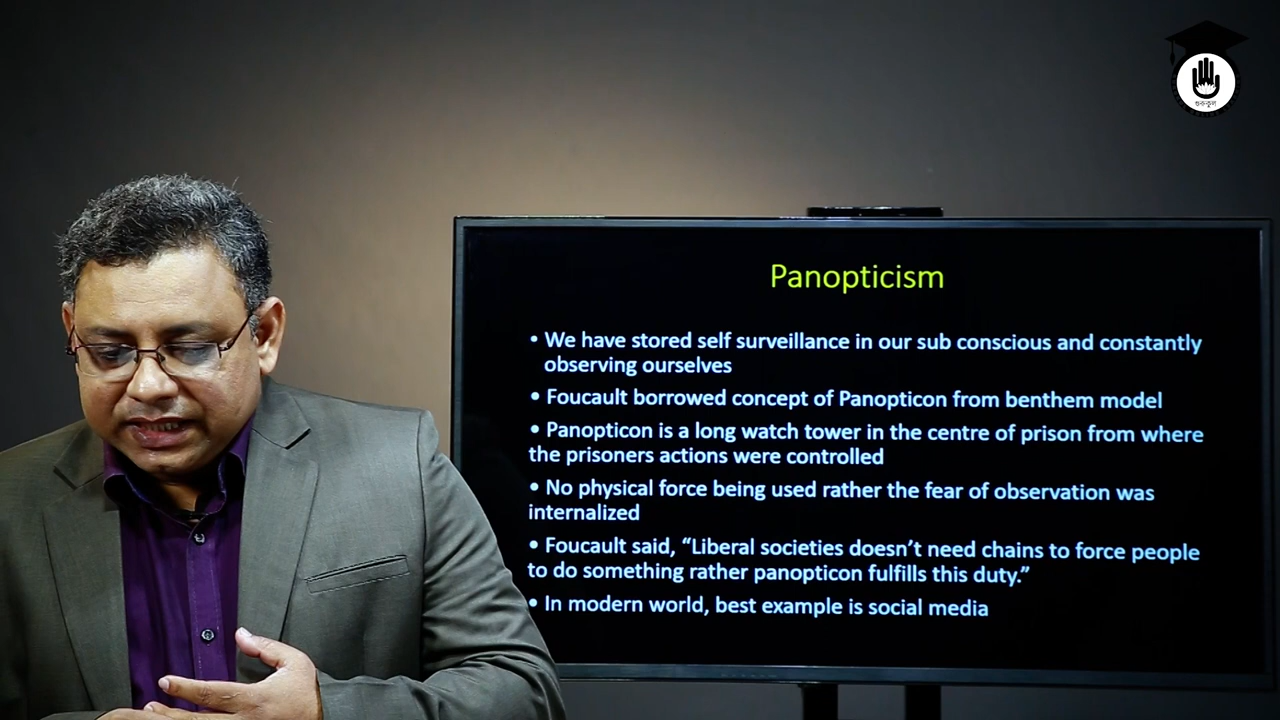 গুরুকুল
Panopticism
• We have stored self surveillance in our sub conscious and constantly
observing ourselves
• Foucault borrowed concept of Panopticon from benthem model
• Panopticon is a long watch tower in the centre of prison from where
the prisoners actions were controlled
• No physical force being used rather the fear of observation was
internalized
• Foucault said, “Liberal societies doesn’t need chains to force people
to do something rather panopticon fulfills this duty.”
• In modern world, best example is social media